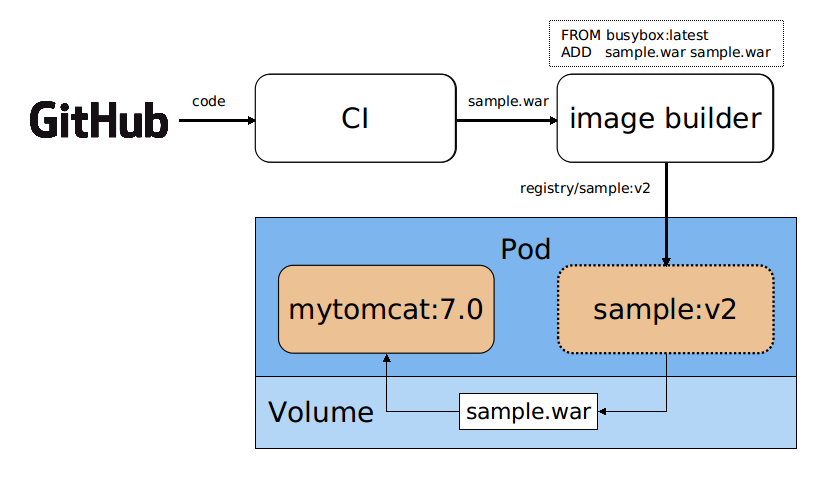 FROM busybox:latest
ADD sample.war sample.war
GitHub
code
CI
sample.war
image builder
registry/sample:v2
Pod
mytomcat:7.0
sample:v2
Volume
sample.war